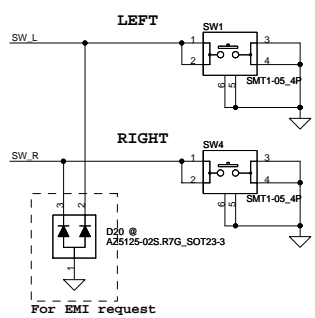 LEFT
SW_L
SW1
1
3
2
4
6
5
SMT1-05_4P
RIGHT
SW_R
SW4
1
3
2
4
6
5
SMT1-05_4P
3
2
D20 @
AZ5125-02S.R7G_SOT23-3
1
For EMI request